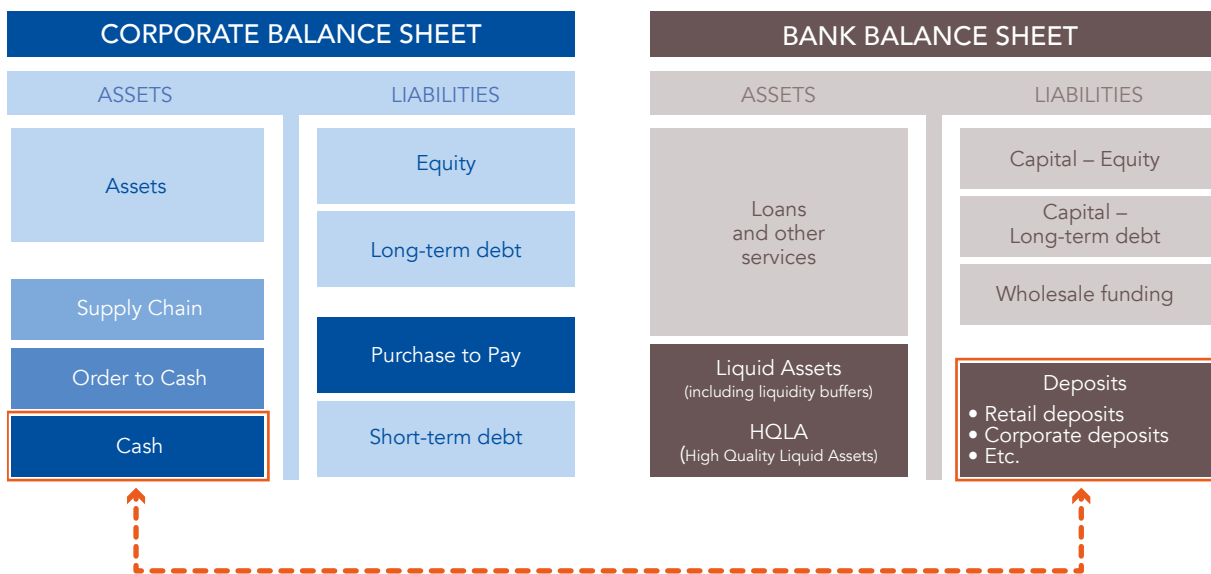 CORPORATE BALANCE SHEET
ASSETS
LIABILITIES
Assets
Supply Chain
Order to Cash
Cash
Equity
Long-term debt
Purchase to Pay
Short-term debt
BANK BALANCE SHEET
ASSETS
LIABILITIES
Loans
and other
services
Liquid Assets
(including liquidity buffers)
HQLA
(High Quality Liquid Assets)
Capital – Equity
Capital –
Long-term debt
Wholesale funding
Deposits
• Retail deposits
• Corporate deposits
• Etc.